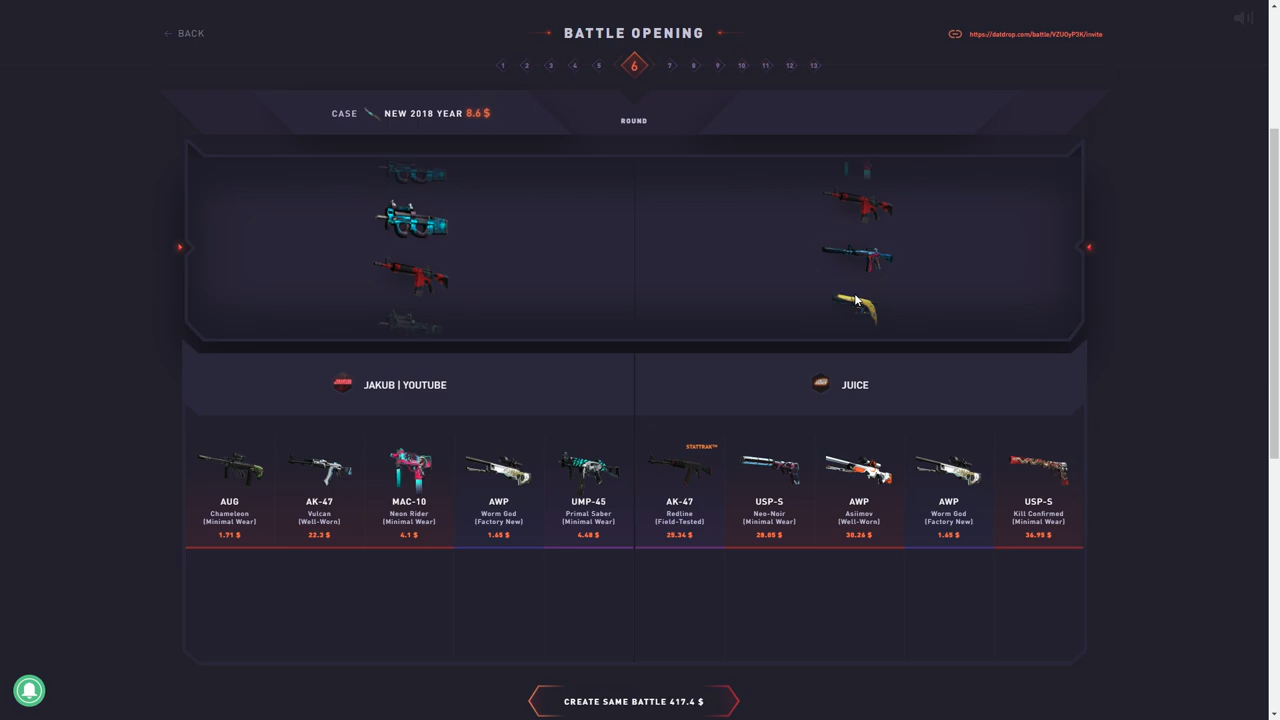 ← BACK
BATTLE OPENING
https://datdrop.com/battle/VZUOyP3K/invite
1 2 3 4 5 6 7 8 9 10 11 12 13
CASE NEW 2018 YEAR 8.6 $
ROUND
JAKUB | YOUTUBE
JUICE
STATTRAK™
AUG AK-47 MAC-10 AWP UMP-45 AK-47 USP-S AWP AWP USP-S
Chameleon Vulcan Neon Rider Worm God Primal Saber Redline Neo-Noir Asiimov Worm God Kill Confirmed
(Minimal Wear) (Well-Worn) (Minimal Wear) (Factory New) (Minimal Wear) (Field-Tested) (Minimal Wear) (Well-Worn) (Factory New) (Minimal Wear)
1.71 $ 22.3 $ 4.1 $ 1.65 $ 4.48 $ 25.34 $ 28.05 $ 30.26 $ 1.65 $ 36.95 $
CREATE SAME BATTLE 417.4 $